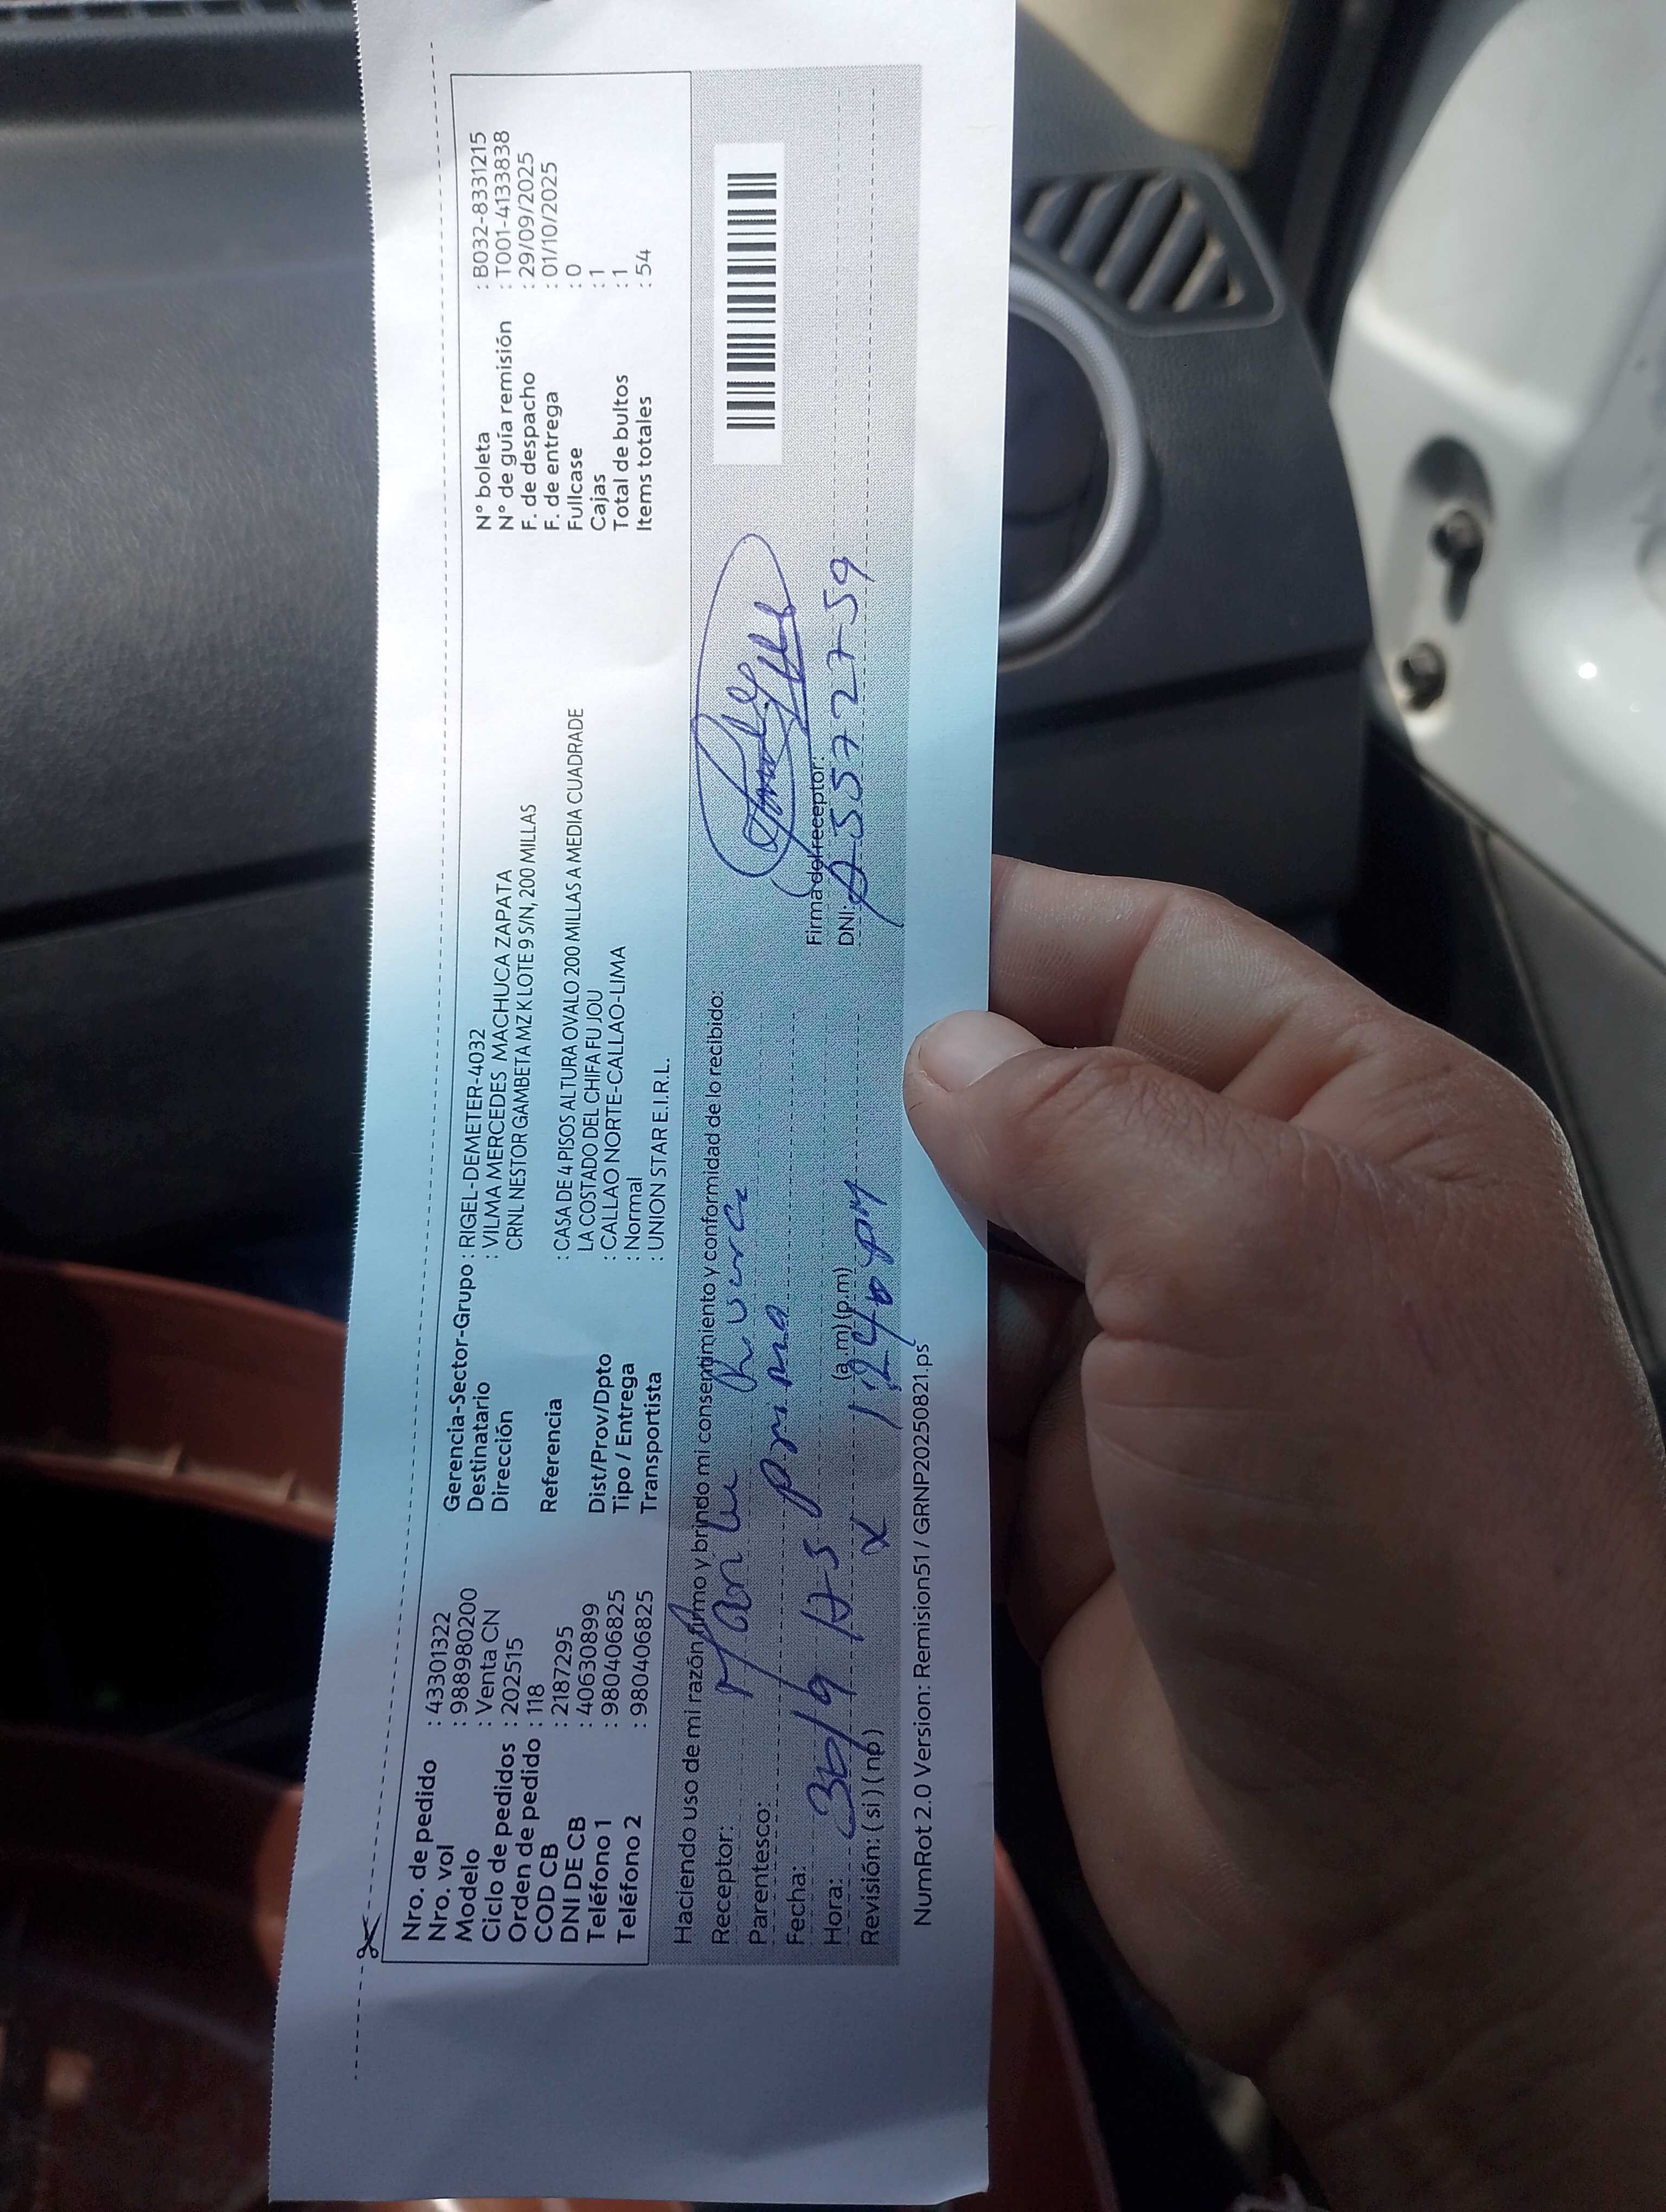 Nro. de pedido : 43301322
Nro. vol : 988980200
Modelo : Venta CN
Ciclo de pedidos : 202515
Orden de pedido : 118
COD CB : 2187295
DNI DE CB : 40630899
Teléfono 1 : 980406825
Teléfono 2 : 980406825
Gerencia-Sector-Grupo : RIGEL-DEMETER-4032
Destinatario : VILMA MERCEDES MACHUCA ZAPATA
Dirección CRNL NESTOR GAMBETA MZ K LOTE 9 S/N, 200 MILLAS
Referencia : CASA DE 4 PISOS ALTURA OVALO 200 MILLAS A MEDIA CUADRADE
LA COSTADO DEL CHIFA FU JOU
Dist/Prov/Dpto : CALLAO NORTE-CALLAO-LIMA
Tipo / Entrega : Normal
Transportista : UNION STAR E.I.R.L.
N° boleta : B032-8331215
N° de guía remisión : T001-4133838
F. de despacho : 29/09/2025
F. de entrega : 01/10/2025
Fullcase : 0
Cajas : 1
Total de bultos : 1
Items totales : 54
Haciendo uso de mi razón firmo y brindo mi consentimiento y conformidad de lo recibido:
Receptor:
Parentesco:
Fecha: 30/9
Hora: (a.m) (p.m)
Revisión: (si) (no)
Firma del receptor:
DNI:
NumRot 2.0 Version: Remision51 / GRNP20250821.ps